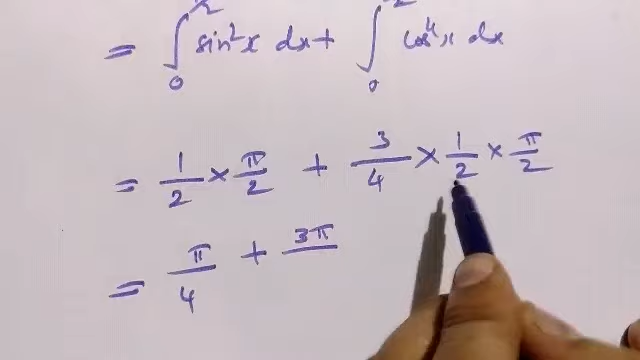 = ∫₀ sin²x dx + ∫₀ cos⁴x dx
= 1/2 × π/2 + 3/4 × 1/2 × π/2
= π/4 + 3π/